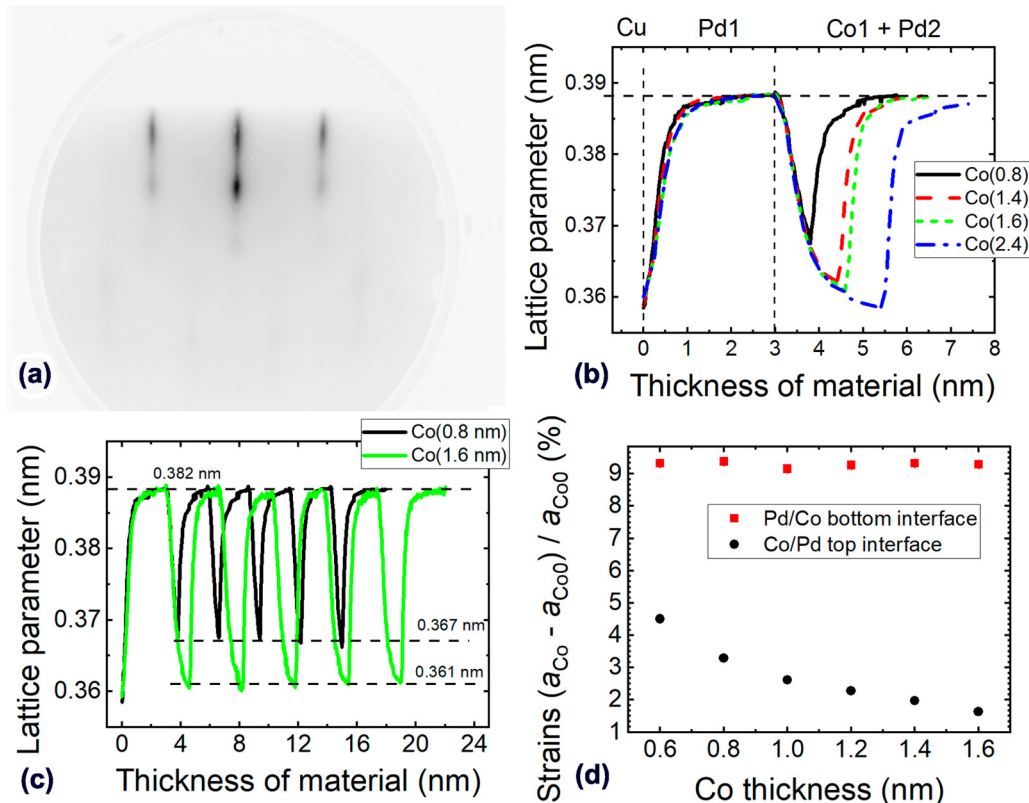 (a)
Cu Pd1 Co1 + Pd2
Lattice parameter (nm)
0.39
0.38
0.37
0.36
Co(0.8)
Co(1.4)
Co(1.6)
Co(2.4)
0 1 2 3 4 5 6 7 8
Thickness of material (nm)
(b)
Lattice parameter (nm)
0.39
0.38
0.37
0.36
Co(0.8 nm)
Co(1.6 nm)
0.382 nm
0.367 nm
0.361 nm
0 4 8 12 16 20 24
Thickness of material (nm)
(c)
Strains (aCo - aCo0) / aCo0 (%)
9
8
7
6
5
4
3
2
1
Pd/Co bottom interface
Co/Pd top interface
0.6 0.8 1.0 1.2 1.4 1.6
Co thickness (nm)
(d)